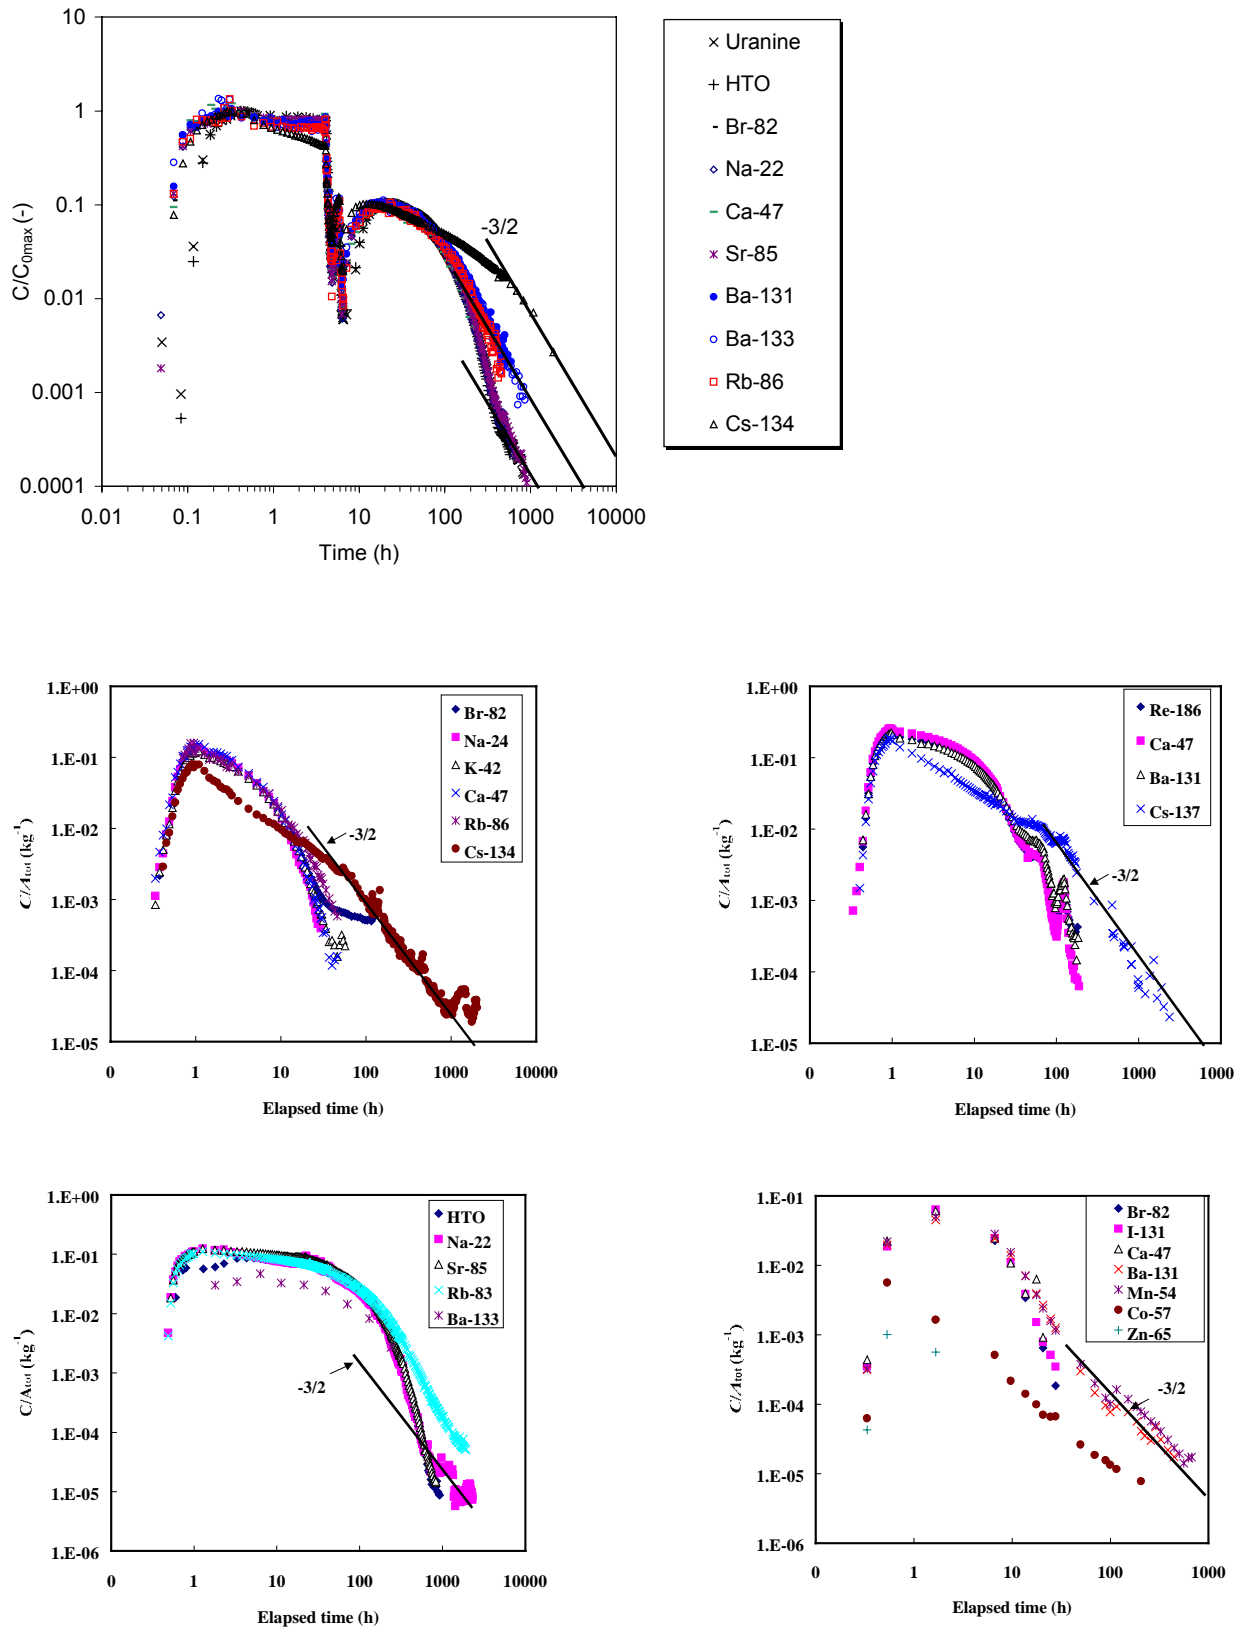 10
1
0.1
0.01
0.001
0.0001
C/C0max (-)
0.01 0.1 1 10 100 1000 10000
Time (h)
-3/2
Uranine
HTO
Br-82
Na-22
Ca-47
Sr-85
Ba-131
Ba-133
Rb-86
Cs-134
1.E+00
1.E-01
1.E-02
1.E-03
1.E-04
1.E-05
C/Atot (kg-1)
0 1 10 100 1000 10000
Elapsed time (h)
-3/2
Br-82
Na-24
K-42
Ca-47
Rb-86
Cs-134
1.E+00
1.E-01
1.E-02
1.E-03
1.E-04
1.E-05
C/Atot (kg-1)
0 1 10 100 1000 1000
Elapsed time (h)
-3/2
Re-186
Ca-47
Ba-131
Cs-137
1.E+00
1.E-01
1.E-02
1.E-03
1.E-04
1.E-05
1.E-06
C/Atot (kg-1)
0 1 10 100 1000 10000
Elapsed time (h)
-3/2
HTO
Na-22
Sr-85
Rb-83
Ba-133
1.E-01
1.E-02
1.E-03
1.E-04
1.E-05
1.E-06
C/Atot (kg-1)
0 1 10 100 1000
Elapsed time (h)
-3/2
Br-82
I-131
Ca-47
Ba-131
Mn-54
Co-57
Zn-65